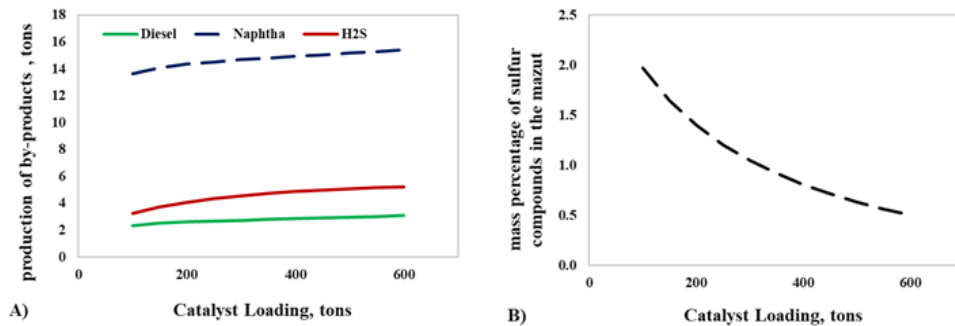 18
16
14
12
10
8
6
4
2
0
production of by-products , tons
Diesel Naphtha H2S
0 200 400 600
Catalyst Loading, tons
A)
2.5
2.0
1.5
1.0
0.5
0.0
mass percentage of sulfur
compounds in the mazut
0 200 400 600
Catalyst Loading, tons
B)